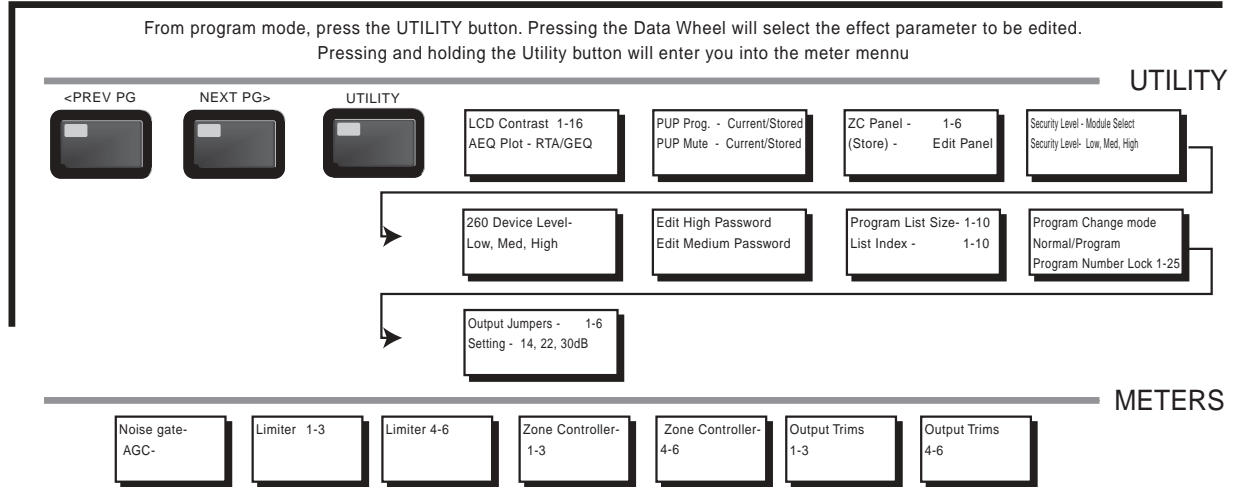 From program mode, press the UTILITY button. Pressing the Data Wheel will select the effect parameter to be edited.
Pressing and holding the Utility button will enter you into the meter mennu
UTILITY
<PREV PG
NEXT PG>
UTILITY
LCD Contrast 1-16
AEQ Plot - RTA/GEQ
PUP Prog. - Current/Stored
PUP Mute - Current/Stored
ZC Panel - 1-6
(Store) - Edit Panel
Security Level - Module Select
Security Level- Low, Med, High
260 Device Level-
Low, Med, High
Edit High Password
Edit Medium Password
Program List Size- 1-10
List Index - 1-10
Program Change mode
Normal/Program
Program Number Lock 1-25
Output Jumpers - 1-6
Setting - 14, 22, 30dB
METERS
Noise gate-
AGC-
Limiter 1-3
Limiter 4-6
Zone Controller-
1-3
Zone Controller-
4-6
Output Trims
1-3
Output Trims
4-6